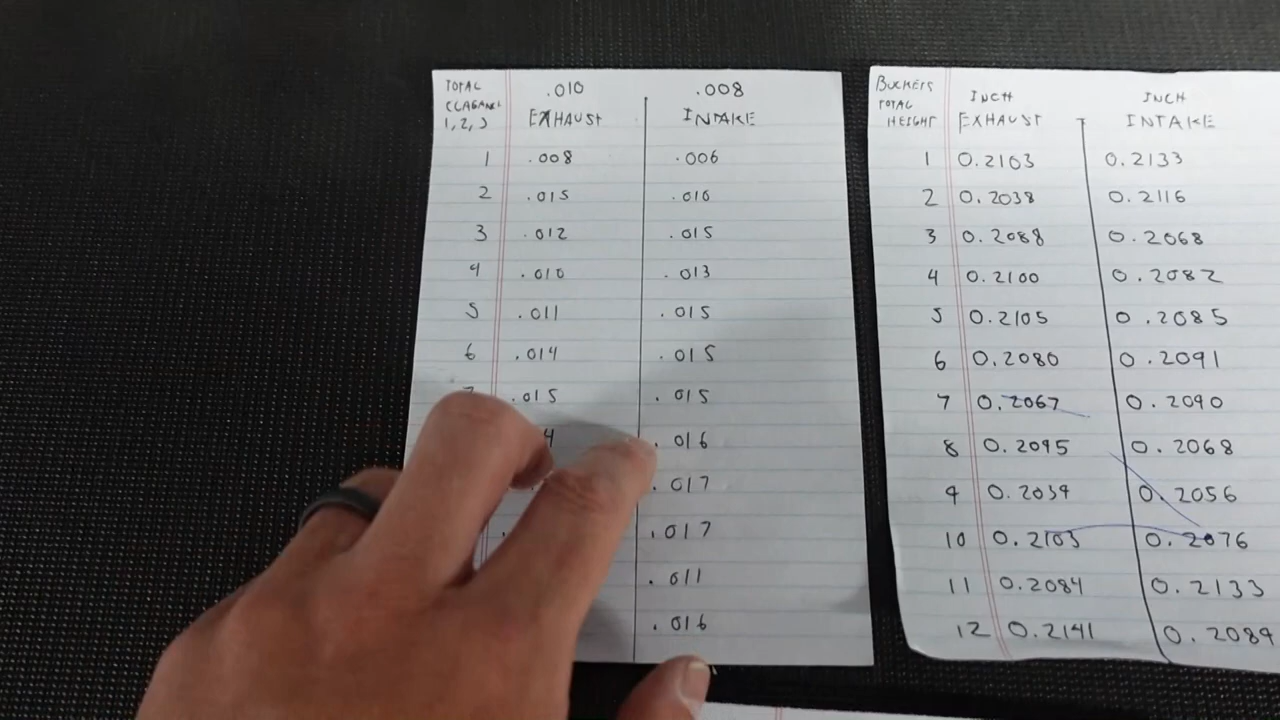 TOTAL .010 .008
1, 2, 3 EXHAUST INTAKE
1 .008 .006
2 .015 .010
3 .012 .015
4 .010 .013
5 .011 .015
6 .014 .015
.015 .015
4 .016
.017
.017
.011
.016
BUCKETS INCH INCH
TOTAL
HEIGHT EXHAUST INTAKE
1 0.2103 0.2133
2 0.2038 0.2116
3 0.2088 0.2068
4 0.2100 0.2082
5 0.2105 0.2085
6 0.2080 0.2091
7 0.2067 0.2090
8 0.2095 0.2068
9 0.2056
10 0.2103 0.2076
11 0.2084 0.2133
12 0.2141 0.2089